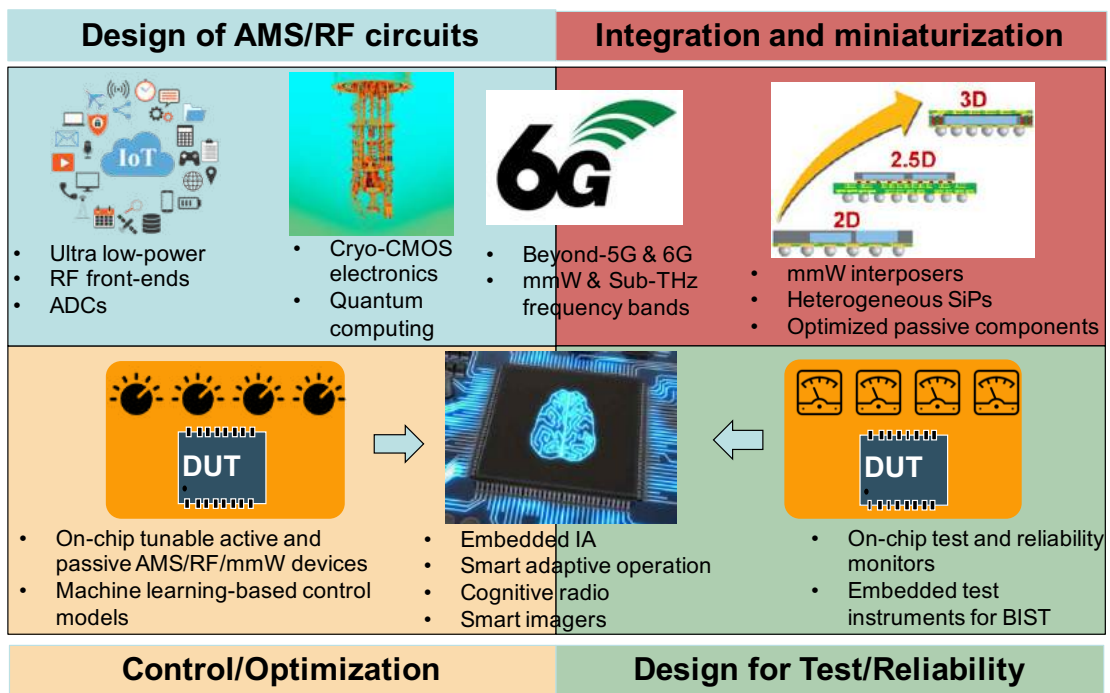 Design of AMS/RF circuits
Integration and miniaturization
IoT
6G
3D
2.5D
2D
• Ultra low-power
• RF front-ends
• ADCs
• Cryo-CMOS
electronics
• Quantum
computing
• Beyond-5G & 6G
• mmW & Sub-THz
frequency bands
• mmW interposers
• Heterogeneous SiPs
• Optimized passive components
DUT
DUT
• On-chip tunable active and
passive AMS/RF/mmW devices
• Machine learning-based control
models
• Embedded IA
• Smart adaptive operation
• Cognitive radio
• Smart imagers
• On-chip test and reliability
monitors
• Embedded test
instruments for BIST
Control/Optimization
Design for Test/Reliability